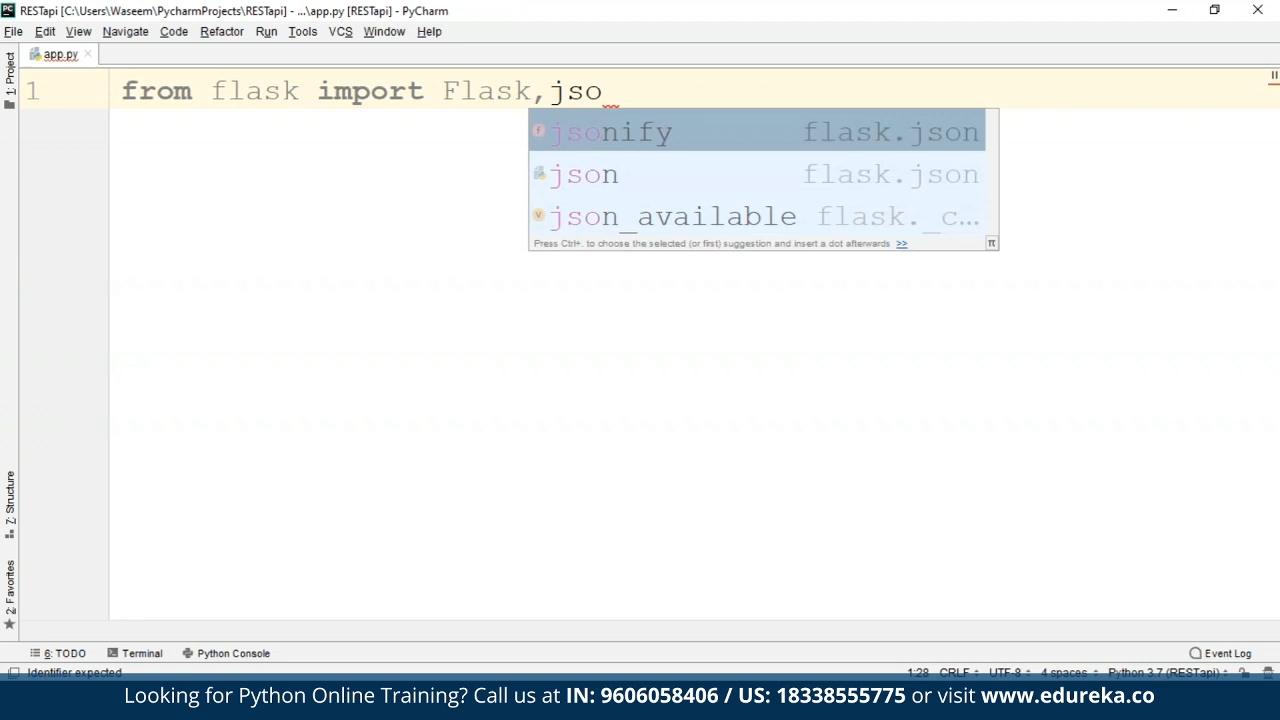 RESTapi [C:\Users\Waseem\PycharmProjects\RESTapi] - ...\app.py [RESTapi] - PyCharm
File Edit View Navigate Code Refactor Run Tools VCS Window Help
app.py
1: Project
1 from flask import Flask,jso
jsonify flask.json
json flask.json
json_available flask._c...
Press Ctrl+. to choose the selected (or first) suggestion and insert a dot afterwards >>
π
7: Structure
2: Favorites
6: TODO Terminal Python Console Event Log
Identifier expected 1:28 CRLF UTF-8 4 spaces Python 3.7 (RESTapi)
Looking for Python Online Training? Call us at IN: 9606058406 / US: 18338555775 or visit www.edureka.co